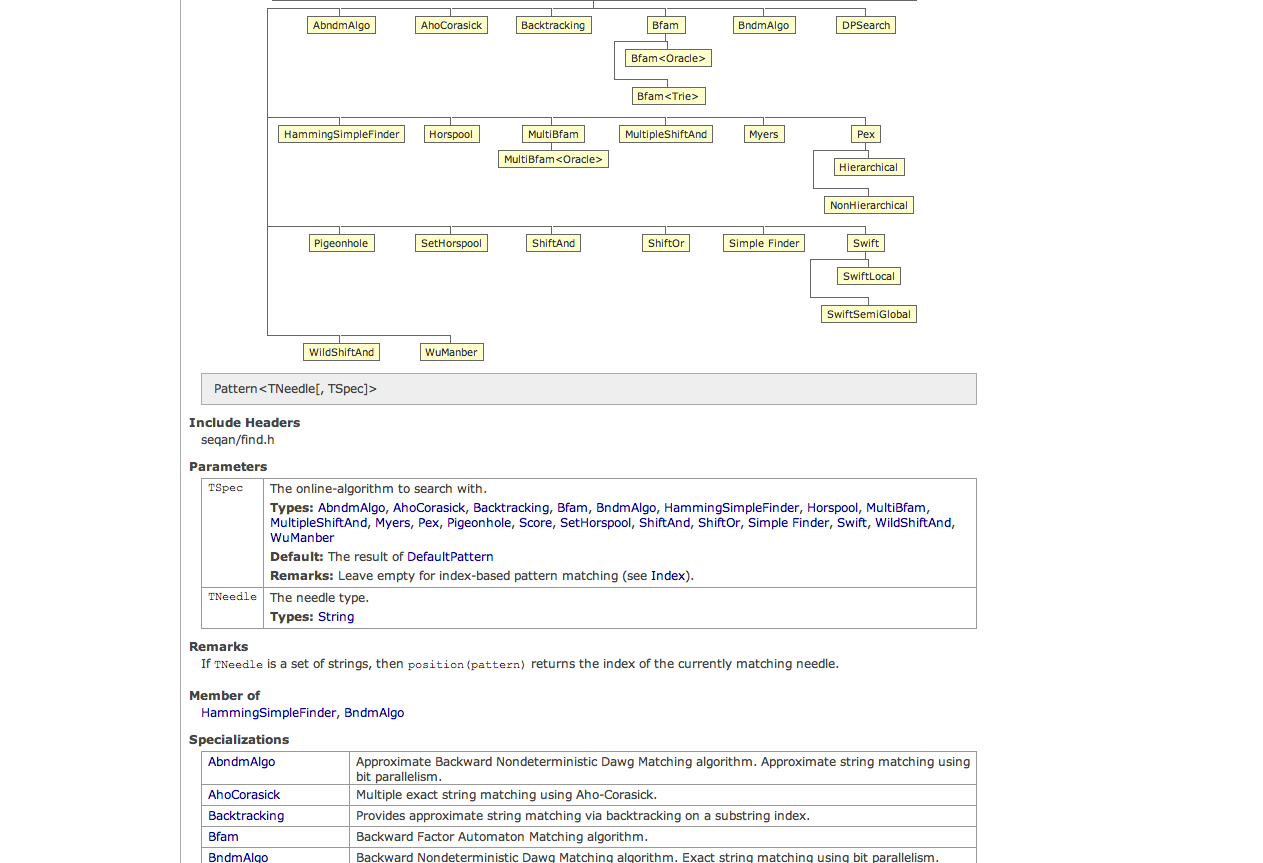 AbndmAlgo AhoCorasick Backtracking Bfam BndmAlgo DPSearch
Bfam<Oracle>
Bfam<Trie>
HammingSimpleFinder Horspool MultiBfam MultipleShiftAnd Myers Pex
MultiBfam<Oracle>
Hierarchical
NonHierarchical
Pigeonhole SetHorspool ShiftAnd ShiftOr Simple Finder Swift
SwiftLocal
SwiftSemiGlobal
WildShiftAnd WuManber
Pattern<TNeedle[, TSpec]>
Include Headers
seqan/find.h
Parameters
TSpec The online-algorithm to search with.
Types: AbndmAlgo, AhoCorasick, Backtracking, Bfam, BndmAlgo, HammingSimpleFinder, Horspool, MultiBfam,
MultipleShiftAnd, Myers, Pex, Pigeonhole, Score, SetHorspool, ShiftAnd, ShiftOr, Simple Finder, Swift, WildShiftAnd,
WuManber
Default: The result of DefaultPattern
Remarks: Leave empty for index-based pattern matching (see Index).
TNeedle The needle type.
Types: String
Remarks
If TNeedle is a set of strings, then position(pattern) returns the index of the currently matching needle.
Member of
HammingSimpleFinder, BndmAlgo
Specializations
AbndmAlgo Approximate Backward Nondeterministic Dawg Matching algorithm. Approximate string matching using
bit parallelism.
AhoCorasick Multiple exact string matching using Aho-Corasick.
Backtracking Provides approximate string matching via backtracking on a substring index.
Bfam Backward Factor Automaton Matching algorithm.
BndmAlgo Backward Nondeterministic Dawg Matching algorithm. Exact string matching using bit parallelism.